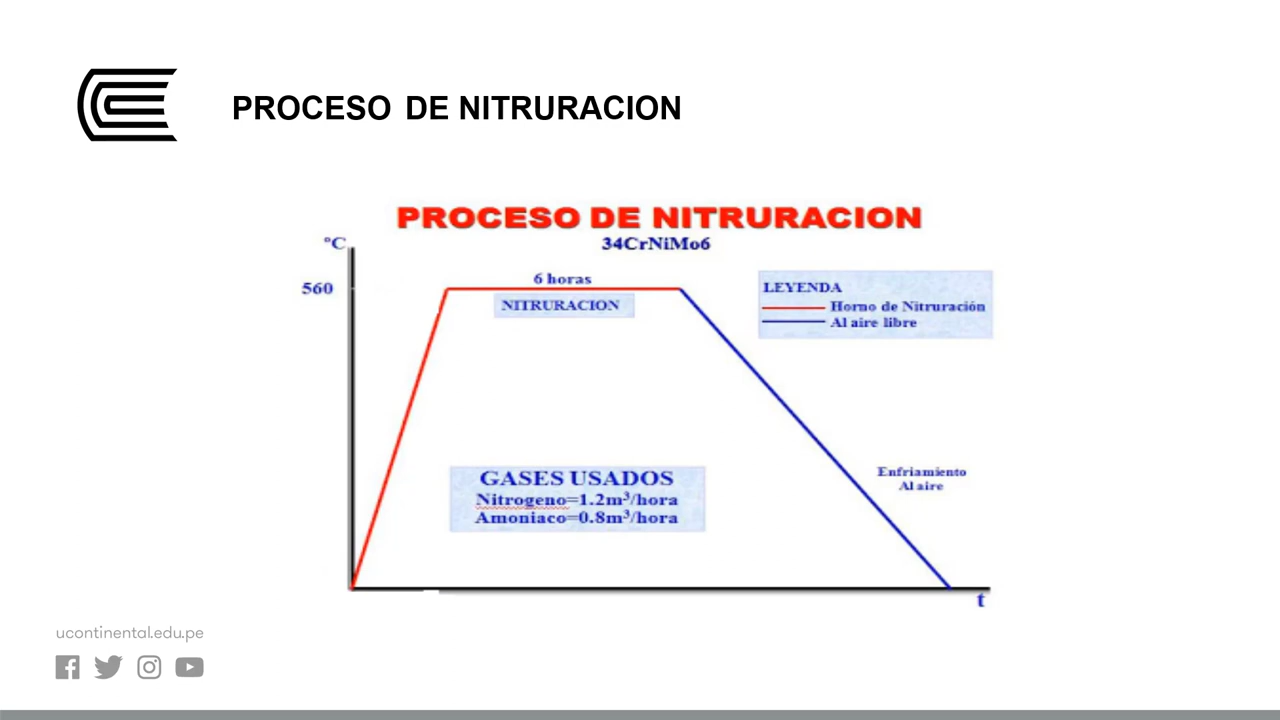 PROCESO DE NITRURACION
PROCESO DE NITRURACION
34CrNiMo6
°C
6 horas
560
NITRURACION
LEYENDA
Horno de Nitruración
Al aire libre
Enfriamiento
Al aire
GASES USADOS
Nitrogeno=1.2m³/hora
Amoniaco=0.8m³/hora
t
ucontinental.edu.pe